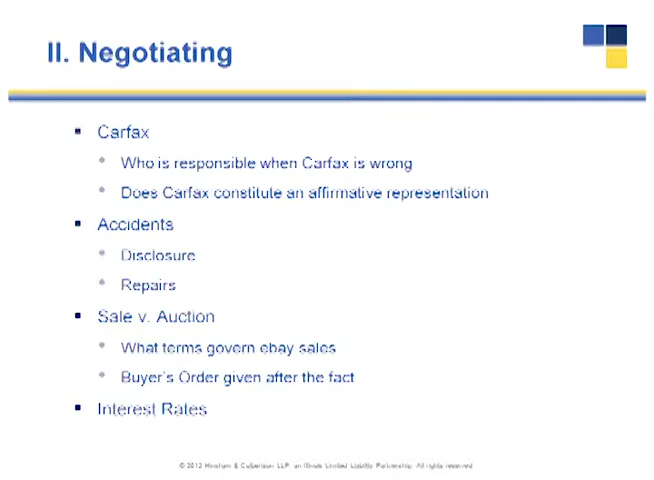 II. Negotiating
Carfax
Who is responsible when Carfax is wrong
Does Carfax constitute an affirmative representation
Accidents
Disclosure
Repairs
Sale v. Auction
What terms govern ebay sales
Buyer's Order given after the fact
Interest Rates
© 2012 Hinshaw & Culbertson LLP, an Illinois Limited Liability Partnership. All rights reserved